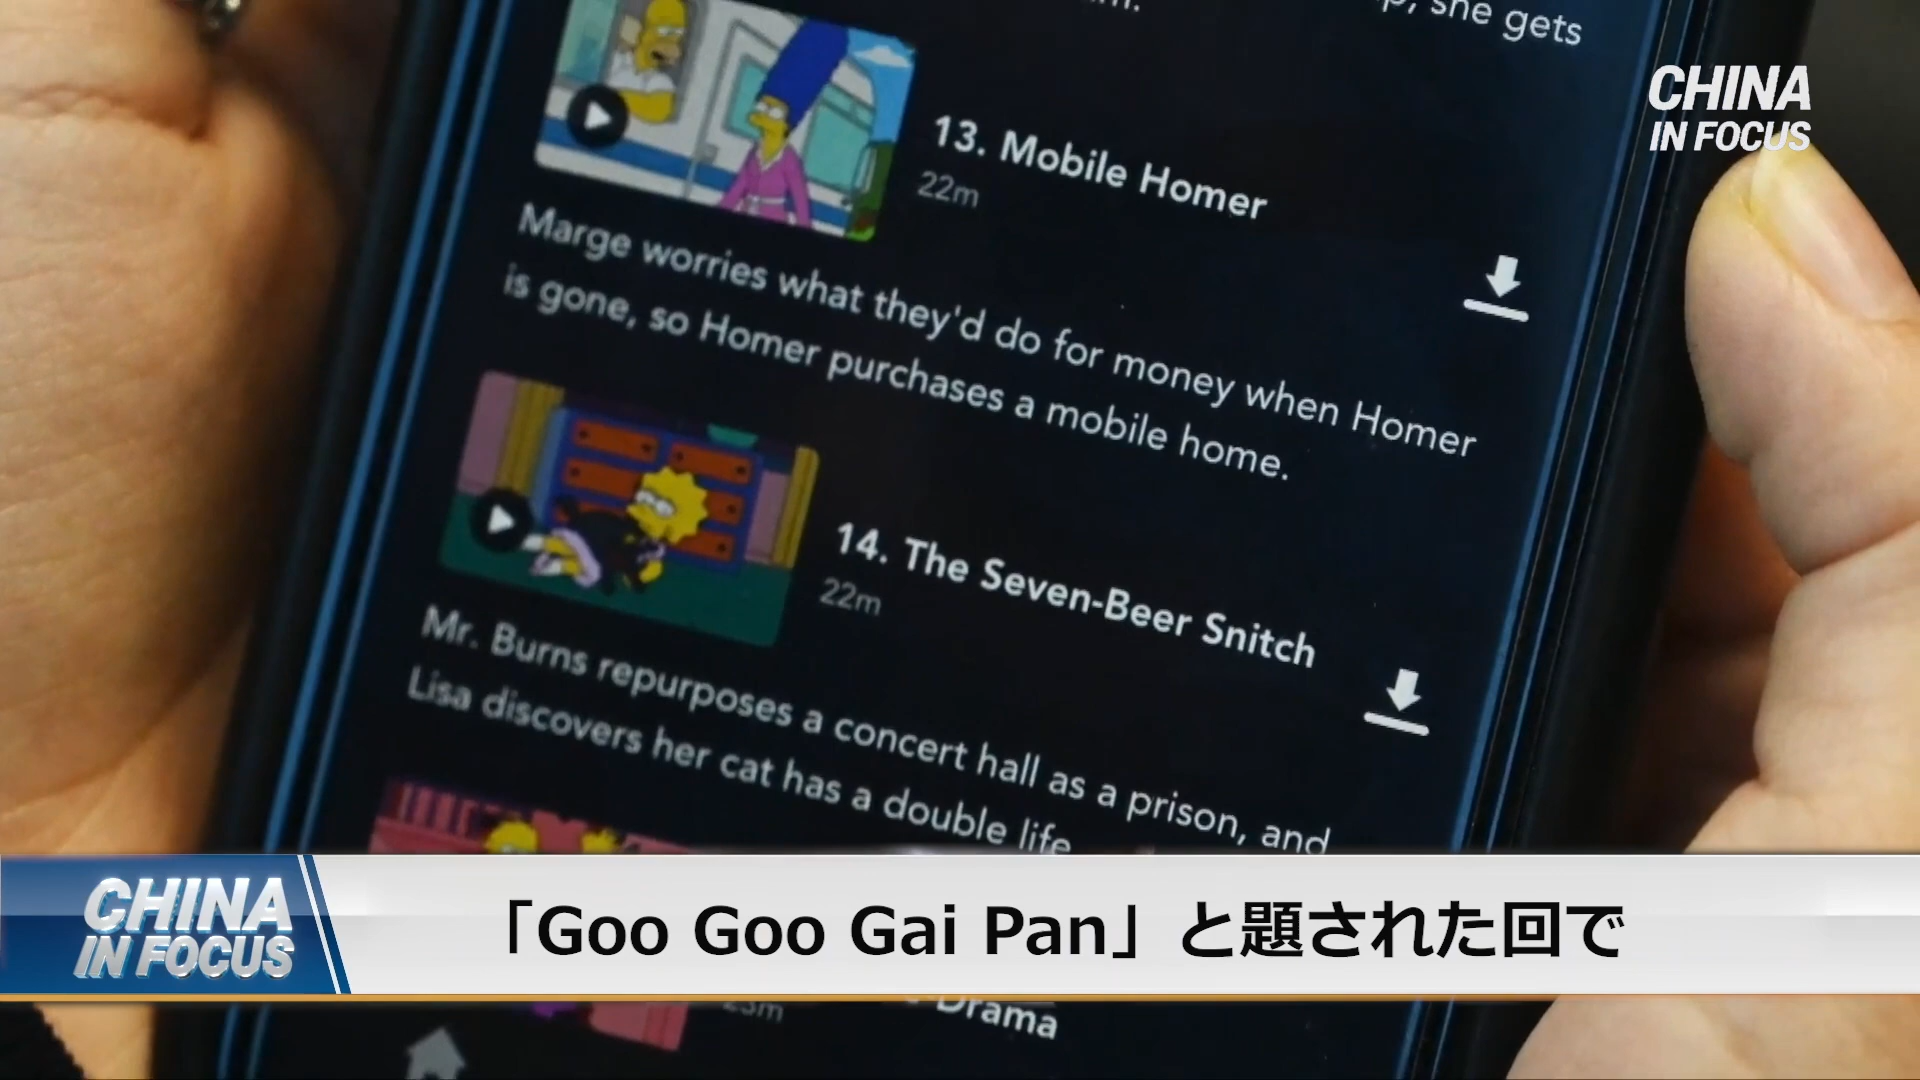 she gets
CHINA
IN FOCUS
13. Mobile Homer
22m
Marge worries what they'd do for money when Homer
is gone, so Homer purchases a mobile home.
14. The Seven-Beer Snitch
22m
Mr. Burns repurposes a concert hall as a prison, and
Lisa discovers her cat has a double life
CHINA
IN FOCUS
「Goo Goo Gai Pan」と題された回で
Drama